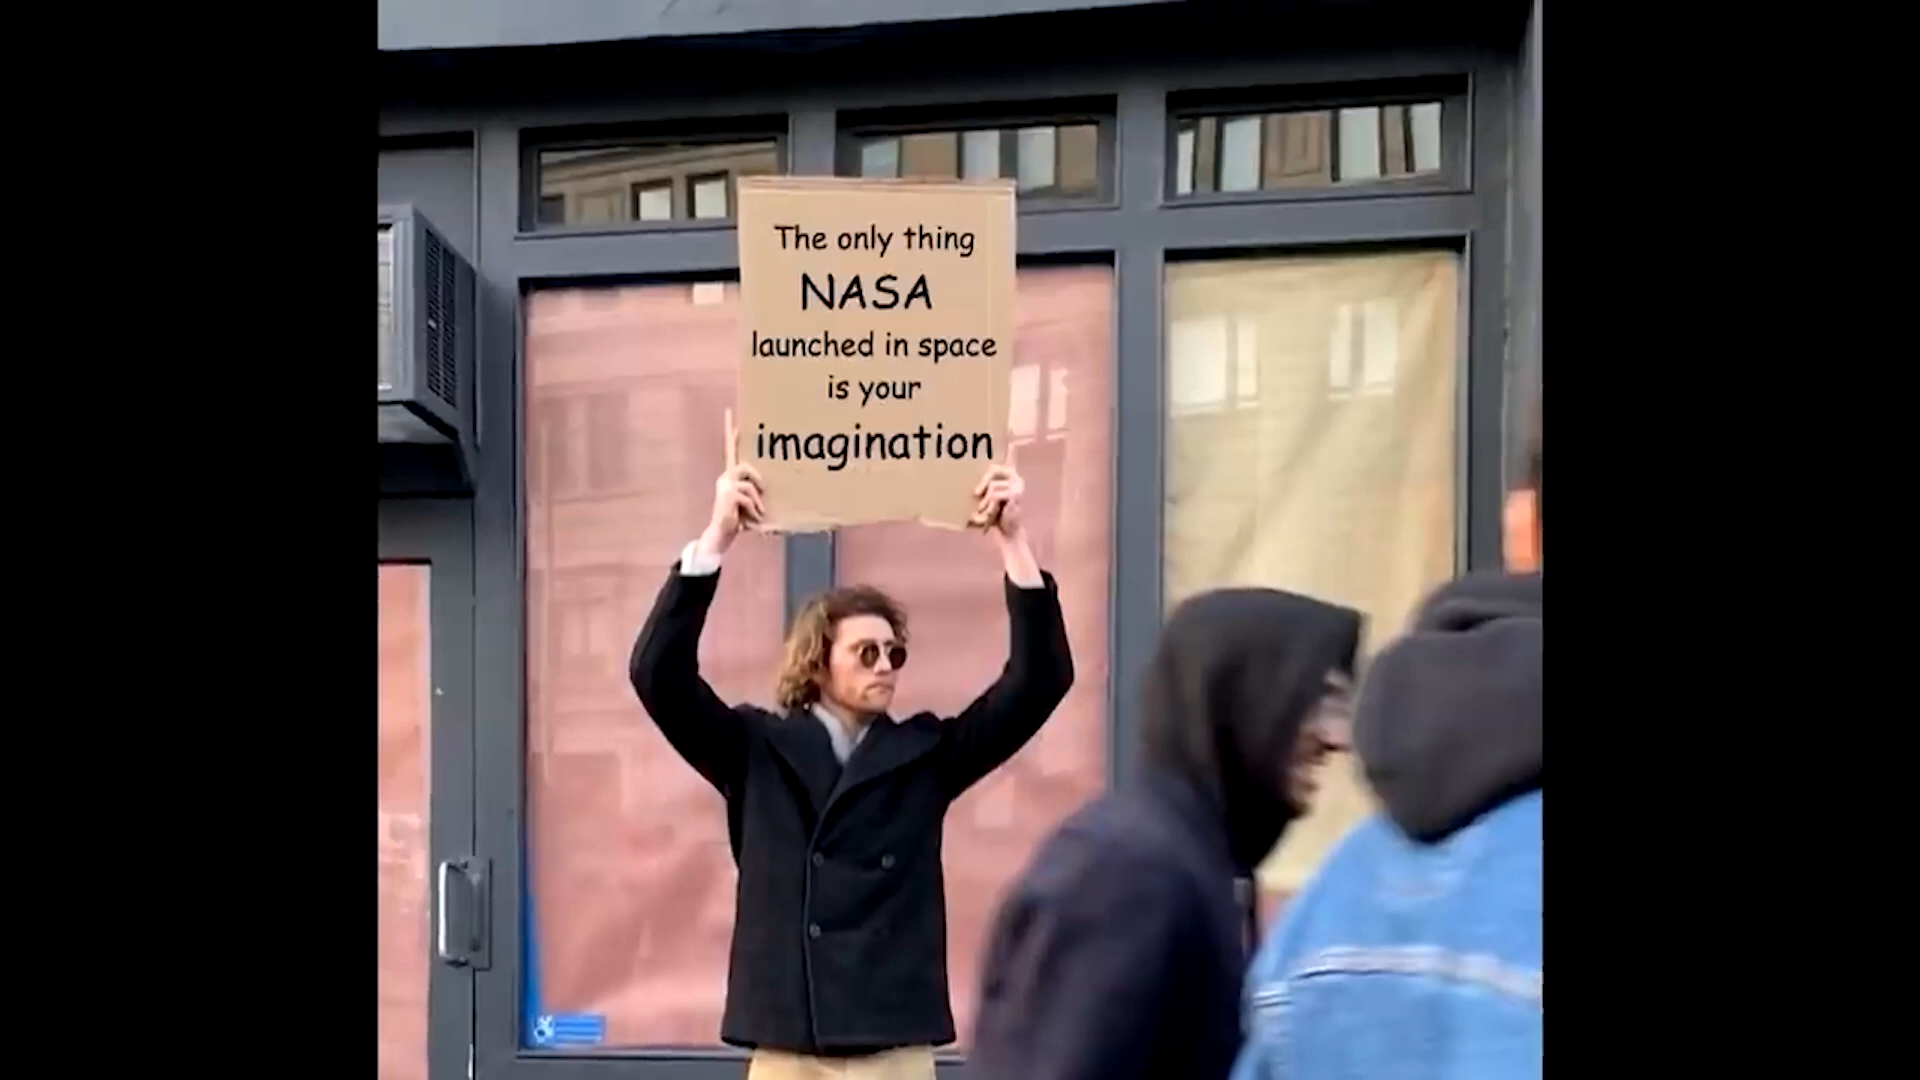 The only thing
NASA
launched in space
is your
imagination